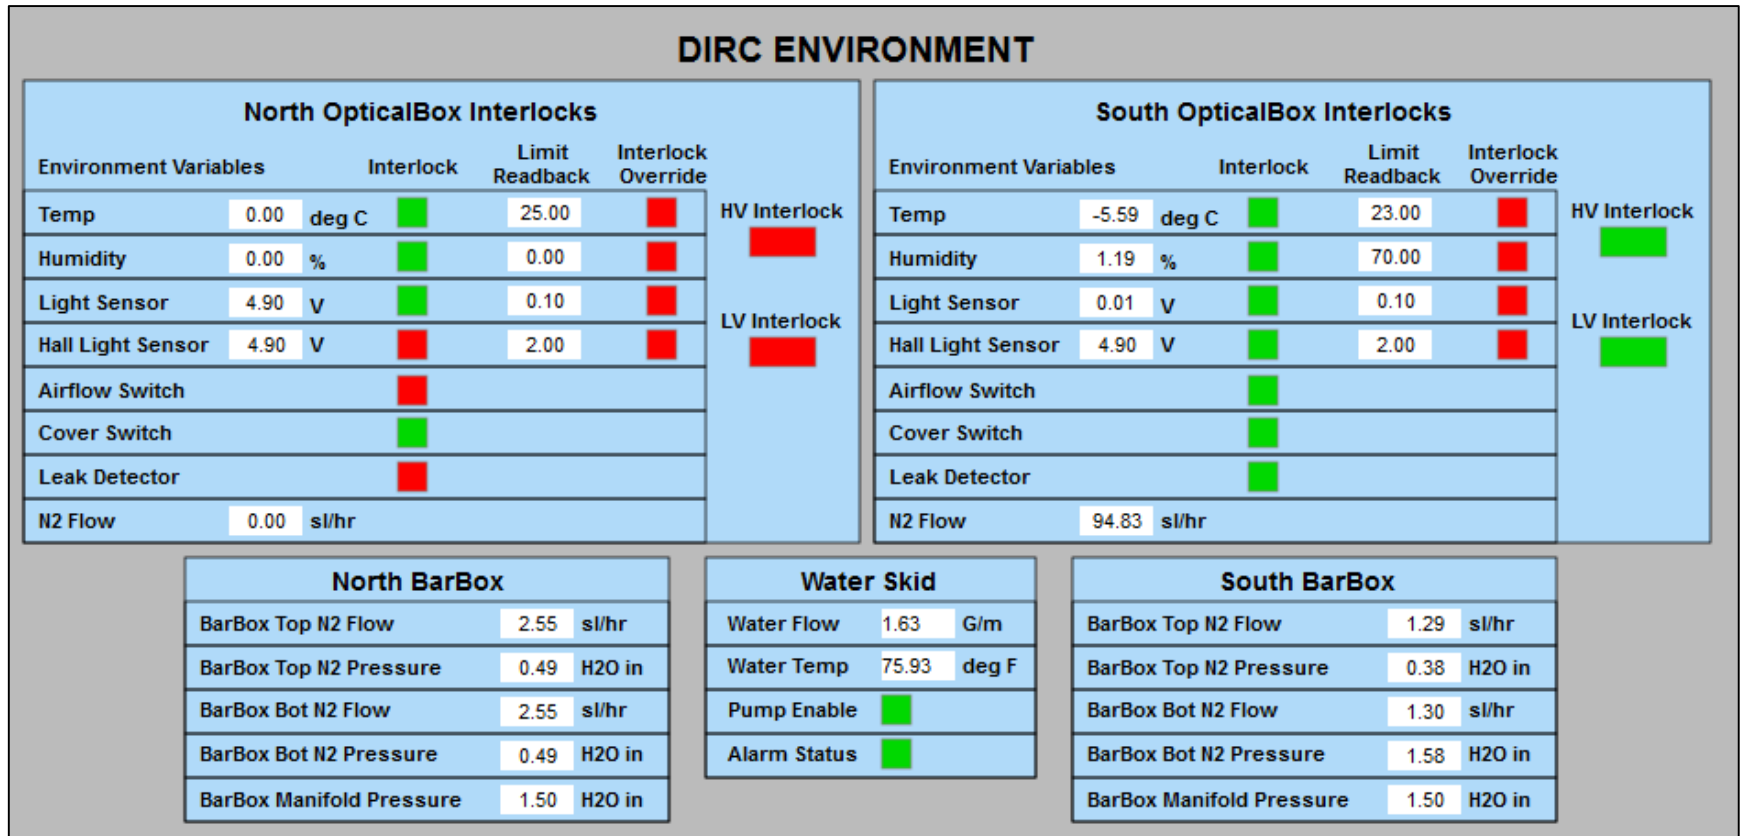 DIRC ENVIRONMENT
North OpticalBox Interlocks
Environment Variables Interlock Limit Readback Interlock Override
Temp 0.00 deg C 25.00
Humidity 0.00 % 0.00
Light Sensor 4.90 V 0.10
Hall Light Sensor 4.90 V 2.00
Airflow Switch
Cover Switch
Leak Detector
N2 Flow 0.00 sl/hr
HV Interlock
LV Interlock
South OpticalBox Interlocks
Environment Variables Interlock Limit Readback Interlock Override
Temp -5.59 deg C 23.00
Humidity 1.19 % 70.00
Light Sensor 0.01 V 0.10
Hall Light Sensor 4.90 V 2.00
Airflow Switch
Cover Switch
Leak Detector
N2 Flow 94.83 sl/hr
HV Interlock
LV Interlock
North BarBox
BarBox Top N2 Flow 2.55 sl/hr
BarBox Top N2 Pressure 0.49 H2O in
BarBox Bot N2 Flow 2.55 sl/hr
BarBox Bot N2 Pressure 0.49 H2O in
BarBox Manifold Pressure 1.50 H2O in
Water Skid
Water Flow 1.63 G/m
Water Temp 75.93 deg F
Pump Enable
Alarm Status
South BarBox
BarBox Top N2 Flow 1.29 sl/hr
BarBox Top N2 Pressure 0.38 H2O in
BarBox Bot N2 Flow 1.30 sl/hr
BarBox Bot N2 Pressure 1.58 H2O in
BarBox Manifold Pressure 1.50 H2O in